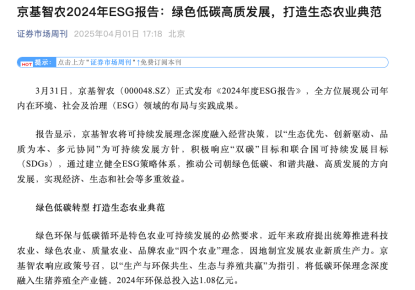 京基智农2024年ESG报告：绿色低碳高质发展，打造生态农业典范
证券市场周刊 2025年04月01日 17:18 北京
HOT 提示：点击上方"证券市场周刊"↑免费订阅本刊
3月31日，京基智农（000048.SZ）正式发布《2024年度ESG报告》，全方位展现公司年
内在环境、社会及治理（ESG）领域的布局与实践成果。
报告显示，京基智农将可持续发展理念深度融入经营决策，以“生态优先、创新驱动、品
质为本、多元协同”为可持续发展方针，积极响应“双碳”目标和联合国可持续发展目标
（SDGs），通过建立健全ESG策略体系，推动公司朝绿色低碳、和谐共融、高质发展的方向
发展，实现经济、生态和社会等多重效益。
绿色低碳转型 打造生态农业典范
绿色环保与低碳循环是特色农业可持续发展的必然要求，近年来政府提出统筹推进科技
农业、绿色农业、质量农业、品牌农业“四个农业”理念，因地制宜发展农业新质生产力。京
基智农响应政策号召，以“生产与环保共生、生态与养殖共赢”为指引，将低碳环保理念深度
融入生猪养殖全产业链，2024年环保总投入达1.08亿元。